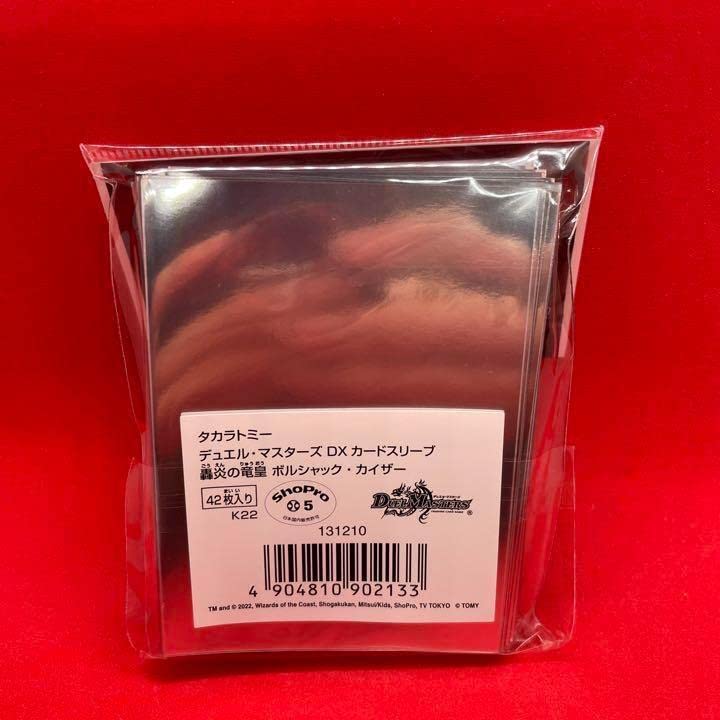 タカラトミー
デュエル・マスターズ DX カードスリーブ
轟炎の竜皇 ボルシャック・カイザー
42枚入り
K22
ShoPro
5
日本国内販売許可
DUEL MASTERS
®
131210
4 904810 902133
TM and © 2022, Wizards of the Coast, Shogakukan, Mitsui/Kids, ShoPro, TV TOKYO © TOMY